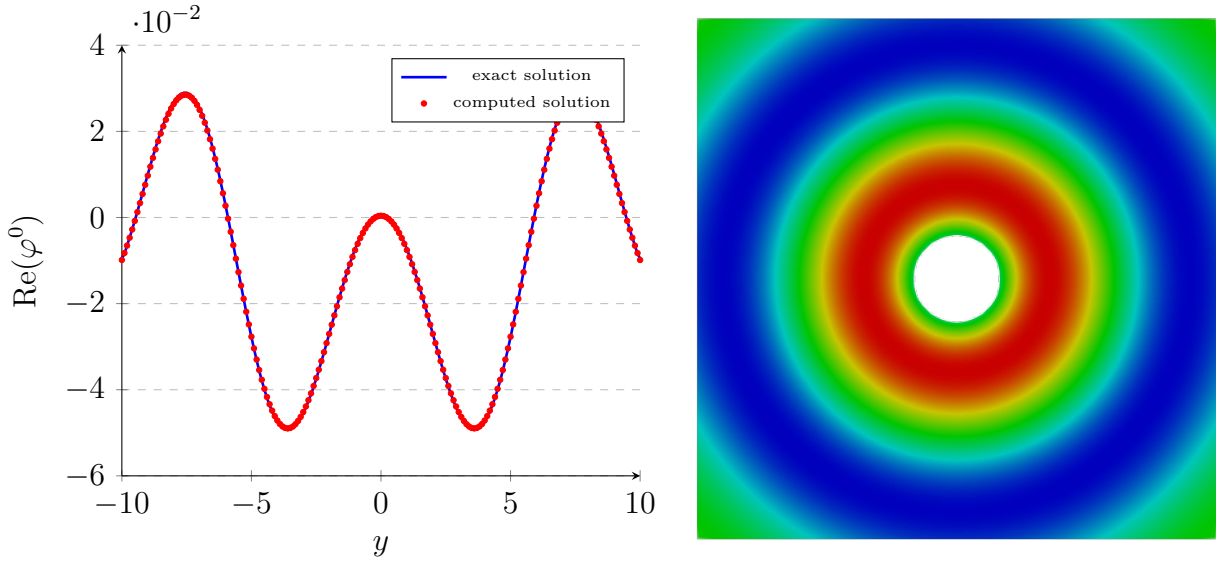 ·10⁻²
4
2
0
−2
−4
−6
Re(φ⁰)
exact solution
computed solution
−10 −5 0 5 10
y